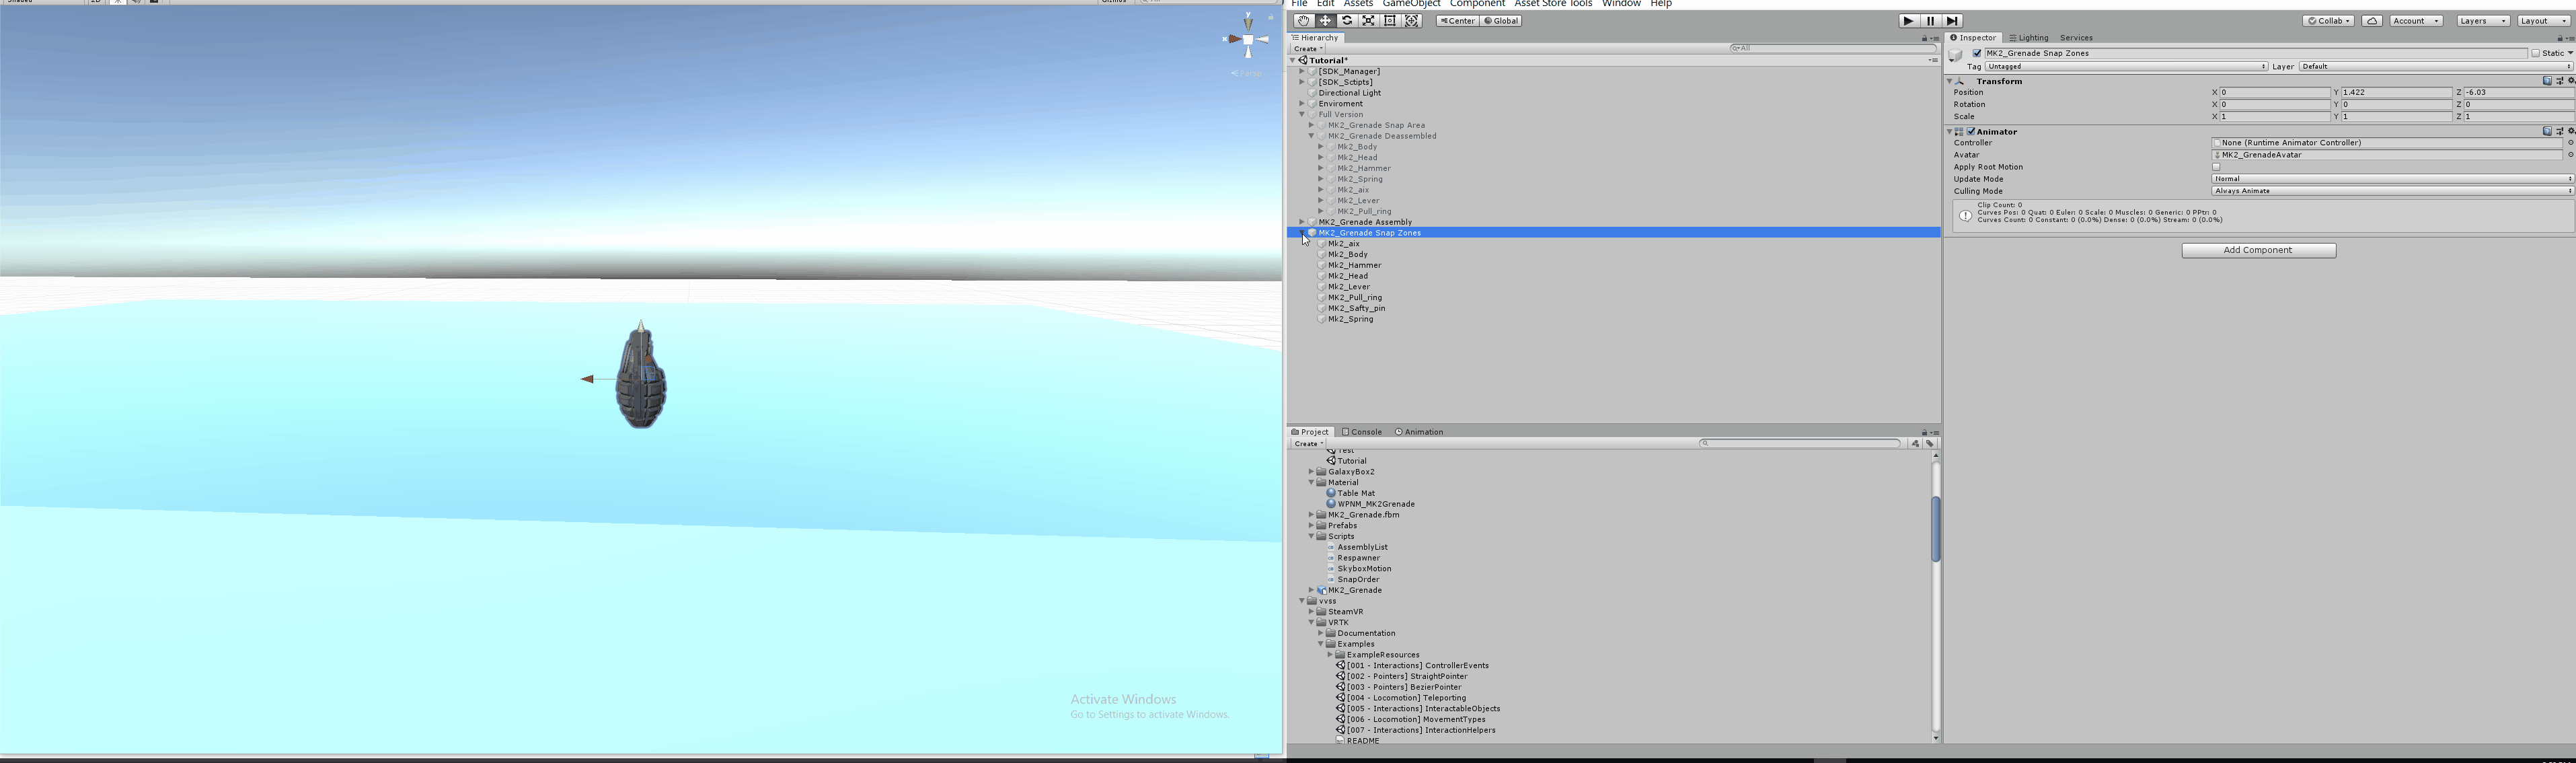 File Edit Assets GameObject Component Asset Store Tools Window Help
Center Global
Collab Account Layers Layout
y
x
Persp
Hierarchy
Create
All
Tutorial*
[SDK_Manager]
[SDK_Sctipts]
Directional Light
Enviroment
Full Version
MK2_Grenade Snap Area
MK2_Grenade Deassembled
Mk2_Body
Mk2_Head
Mk2_Hammer
Mk2_Spring
Mk2_aix
Mk2_Lever
MK2_Pull_ring
MK2_Grenade Assembly
MK2_Grenade Snap Zones
Mk2_aix
Mk2_Body
Mk2_Hammer
Mk2_Head
Mk2_Lever
MK2_Pull_ring
MK2_Safty_pin
Mk2_Spring
Project Console Animation
Create
Test
Tutorial
GalaxyBox2
Material
Table Mat
WPNM_MK2Grenade
MK2_Grenade.fbm
Prefabs
Scripts
AssemblyList
Respawner
SkyboxMotion
SnapOrder
MK2_Grenade
vvss
SteamVR
VRTK
Documentation
Examples
ExampleResources
[001 - Interactions] ControllerEvents
[002 - Pointers] StraightPointer
[003 - Pointers] BezierPointer
[004 - Locomotion] Teleporting
[005 - Interactions] InteractableObjects
[006 - Locomotion] MovementTypes
[007 - Interactions] InteractionHelpers
README
Inspector Lighting Services
MK2_Grenade Snap Zones Static
Tag Untagged Layer Default
Transform
Position X 0 Y 1.422 Z -6.03
Rotation X 0 Y 0 Z 0
Scale X 1 Y 1 Z 1
Animator
Controller None (Runtime Animator Controller)
Avatar MK2_GrenadeAvatar
Apply Root Motion
Update Mode Normal
Culling Mode Always Animate
Clip Count: 0
Curves Pos: 0 Quat: 0 Euler: 0 Scale: 0 Muscles: 0 Generic: 0 PPtr: 0
Curves Count: 0 Constant: 0 (0.0%) Dense: 0 (0.0%) Stream: 0 (0.0%)
Add Component
Activate Windows
Go to Settings to activate Windows.